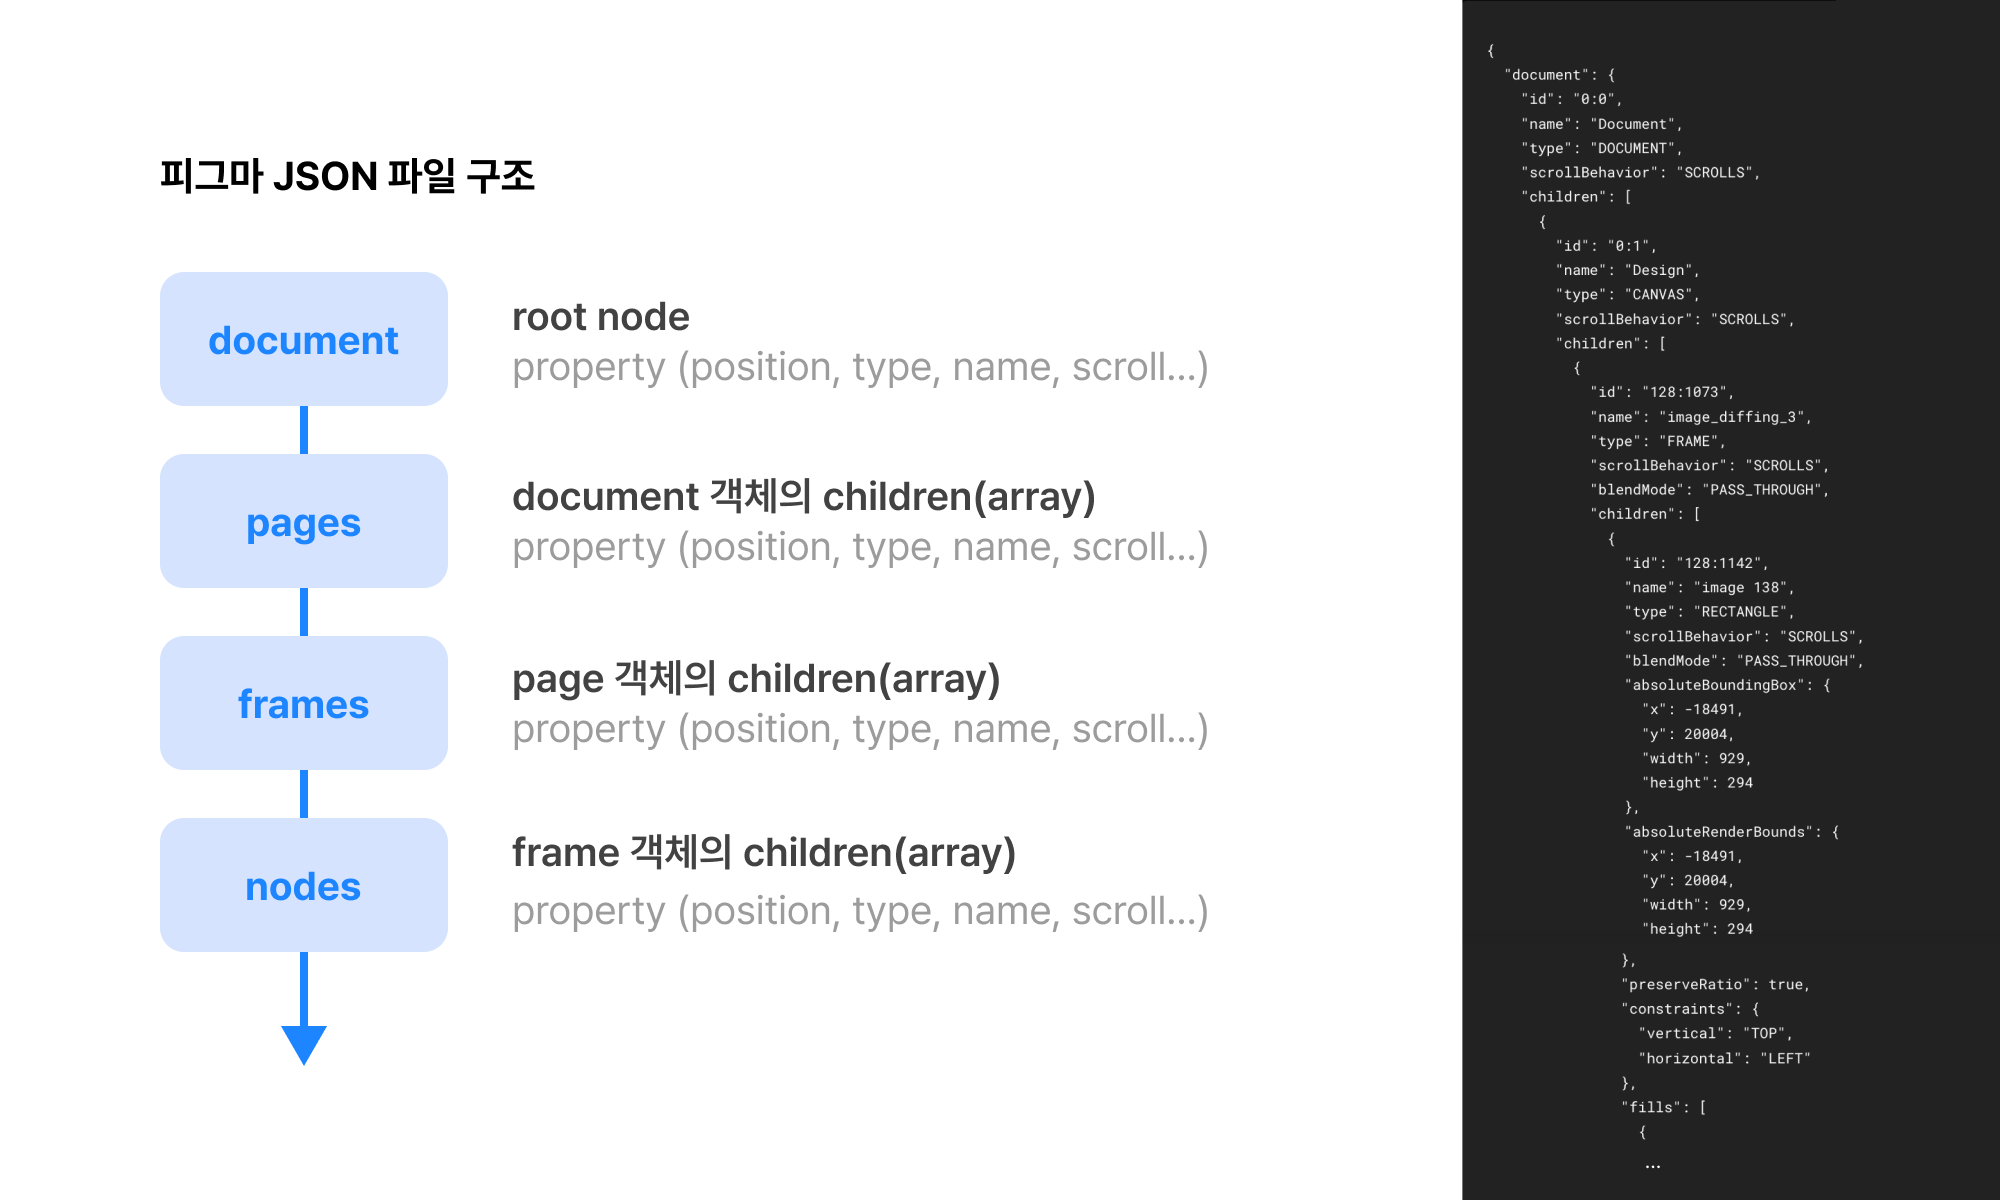 피그마 JSON 파일 구조
document
root node
property (position, type, name, scroll...)
pages
document 객체의 children(array)
property (position, type, name, scroll...)
frames
page 객체의 children(array)
property (position, type, name, scroll...)
nodes
frame 객체의 children(array)
property (position, type, name, scroll...)
{
"document": {
"id": "0:0",
"name": "Document",
"type": "DOCUMENT",
"scrollBehavior": "SCROLLS",
"children": [
{
"id": "0:1",
"name": "Design",
"type": "CANVAS",
"scrollBehavior": "SCROLLS",
"children": [
{
"id": "128:1073",
"name": "image_diffing_3",
"type": "FRAME",
"scrollBehavior": "SCROLLS",
"blendMode": "PASS_THROUGH",
"children": [
{
"id": "128:1142",
"name": "image 138",
"type": "RECTANGLE",
"scrollBehavior": "SCROLLS",
"blendMode": "PASS_THROUGH",
"absoluteBoundingBox": {
"x": -18491,
"y": 20004,
"width": 929,
"height": 294
},
"absoluteRenderBounds": {
"x": -18491,
"y": 20004,
"width": 929,
"height": 294
},
"preserveRatio": true,
"constraints": {
"vertical": "TOP",
"horizontal": "LEFT"
},
"fills": [
{
...